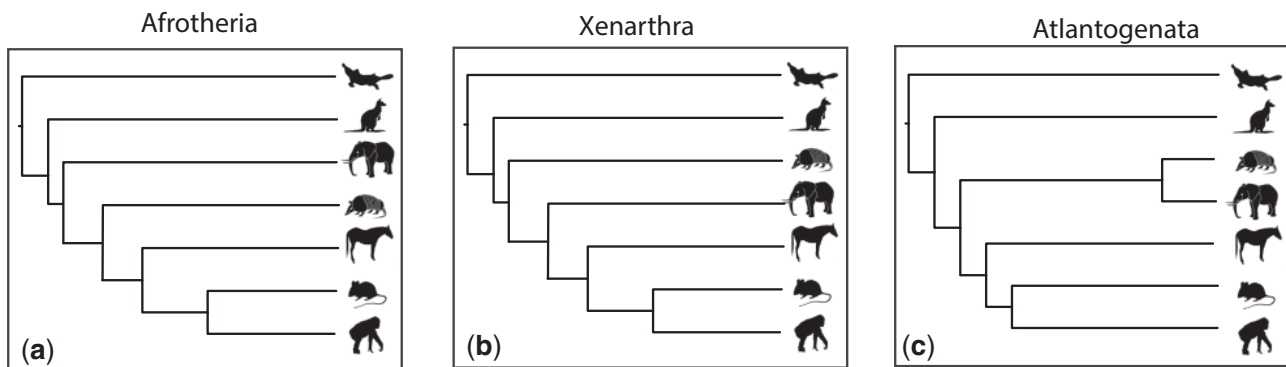 Afrotheria
Xenarthra
Atlantogenata
(a)
(b)
(c)